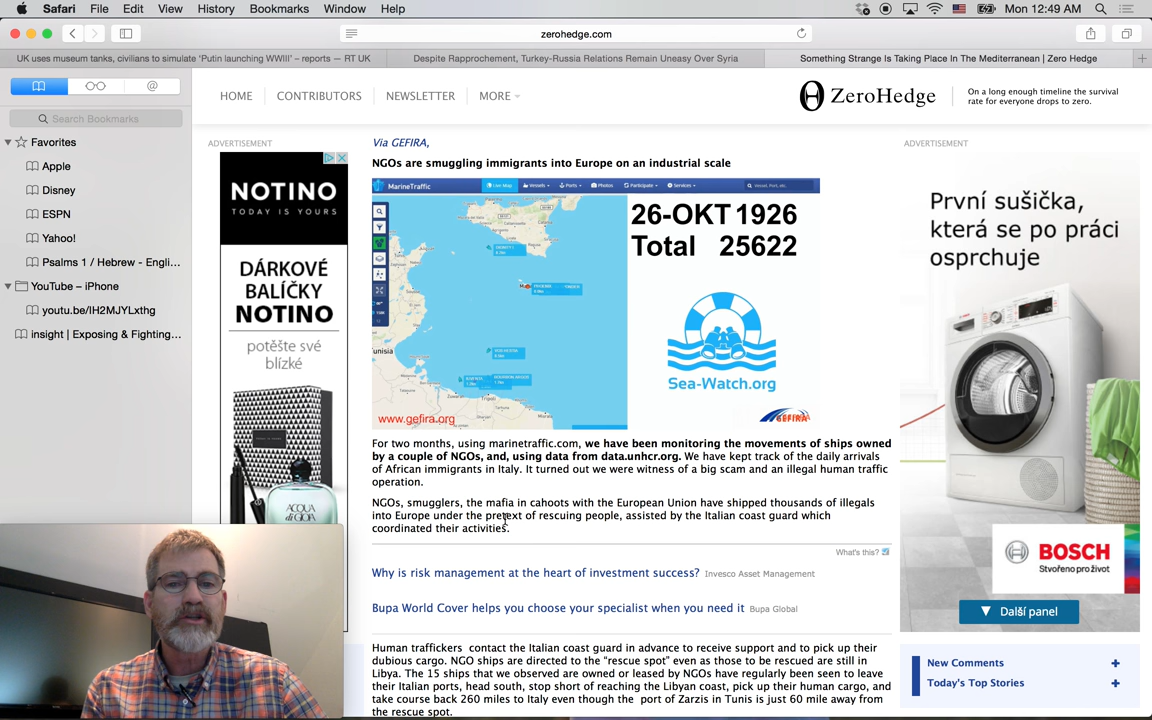 Safari File Edit View History Bookmarks Window Help
Mon 12:49 AM
zerohedge.com
UK uses museum tanks, civilians to simulate 'Putin launching WWIII' – reports — RT UK
Despite Rapprochement, Turkey-Russia Relations Remain Uneasy Over Syria
Something Strange Is Taking Place In The Mediterranean | Zero Hedge
Search Bookmarks
Favorites
Apple
Disney
ESPN
Yahoo!
Psalms 1 / Hebrew - Engli...
YouTube – iPhone
youtu.be/lH2MJYLxthg
insight | Exposing & Fighting...
HOME
CONTRIBUTORS
NEWSLETTER
MORE
ZeroHedge
On a long enough timeline the survival
rate for everyone drops to zero.
ADVERTISEMENT
NOTINO
TODAY IS YOURS
DÁRKOVÉ
BALÍČKY
NOTINO
potěšte své
blízké
ACQUA
di GIOIA
Via GEFIRA,
NGOs are smuggling immigrants into Europe on an industrial scale
MarineTraffic
Live Map
Vessels
Ports
Photos
Participate
Services
26-OKT 1926
Total 25622
Sea-Watch.org
www.gefira.org
GEFIRA
For two months, using marinetraffic.com, we have been monitoring the movements of ships owned
by a couple of NGOs, and, using data from data.unhcr.org. We have kept track of the daily arrivals
of African immigrants in Italy. It turned out we were witness of a big scam and an illegal human traffic
operation.
NGOs, smugglers, the mafia in cahoots with the European Union have shipped thousands of illegals
into Europe under the pretext of rescuing people, assisted by the Italian coast guard which
coordinated their activities.
What's this?
Why is risk management at the heart of investment success? Invesco Asset Management
Bupa World Cover helps you choose your specialist when you need it Bupa Global
Human traffickers contact the Italian coast guard in advance to receive support and to pick up their
dubious cargo. NGO ships are directed to the "rescue spot" even as those to be rescued are still in
Libya. The 15 ships that we observed are owned or leased by NGOs have regularly been seen to leave
their Italian ports, head south, stop short of reaching the Libyan coast, pick up their human cargo, and
take course back 260 miles to Italy even though the port of Zarzis in Tunis is just 60 mile away from
the rescue spot.
ADVERTISEMENT
První sušička,
která se po práci
osprchuje
BOSCH
Stvořeno pro život
Další panel
New Comments
Today's Top Stories